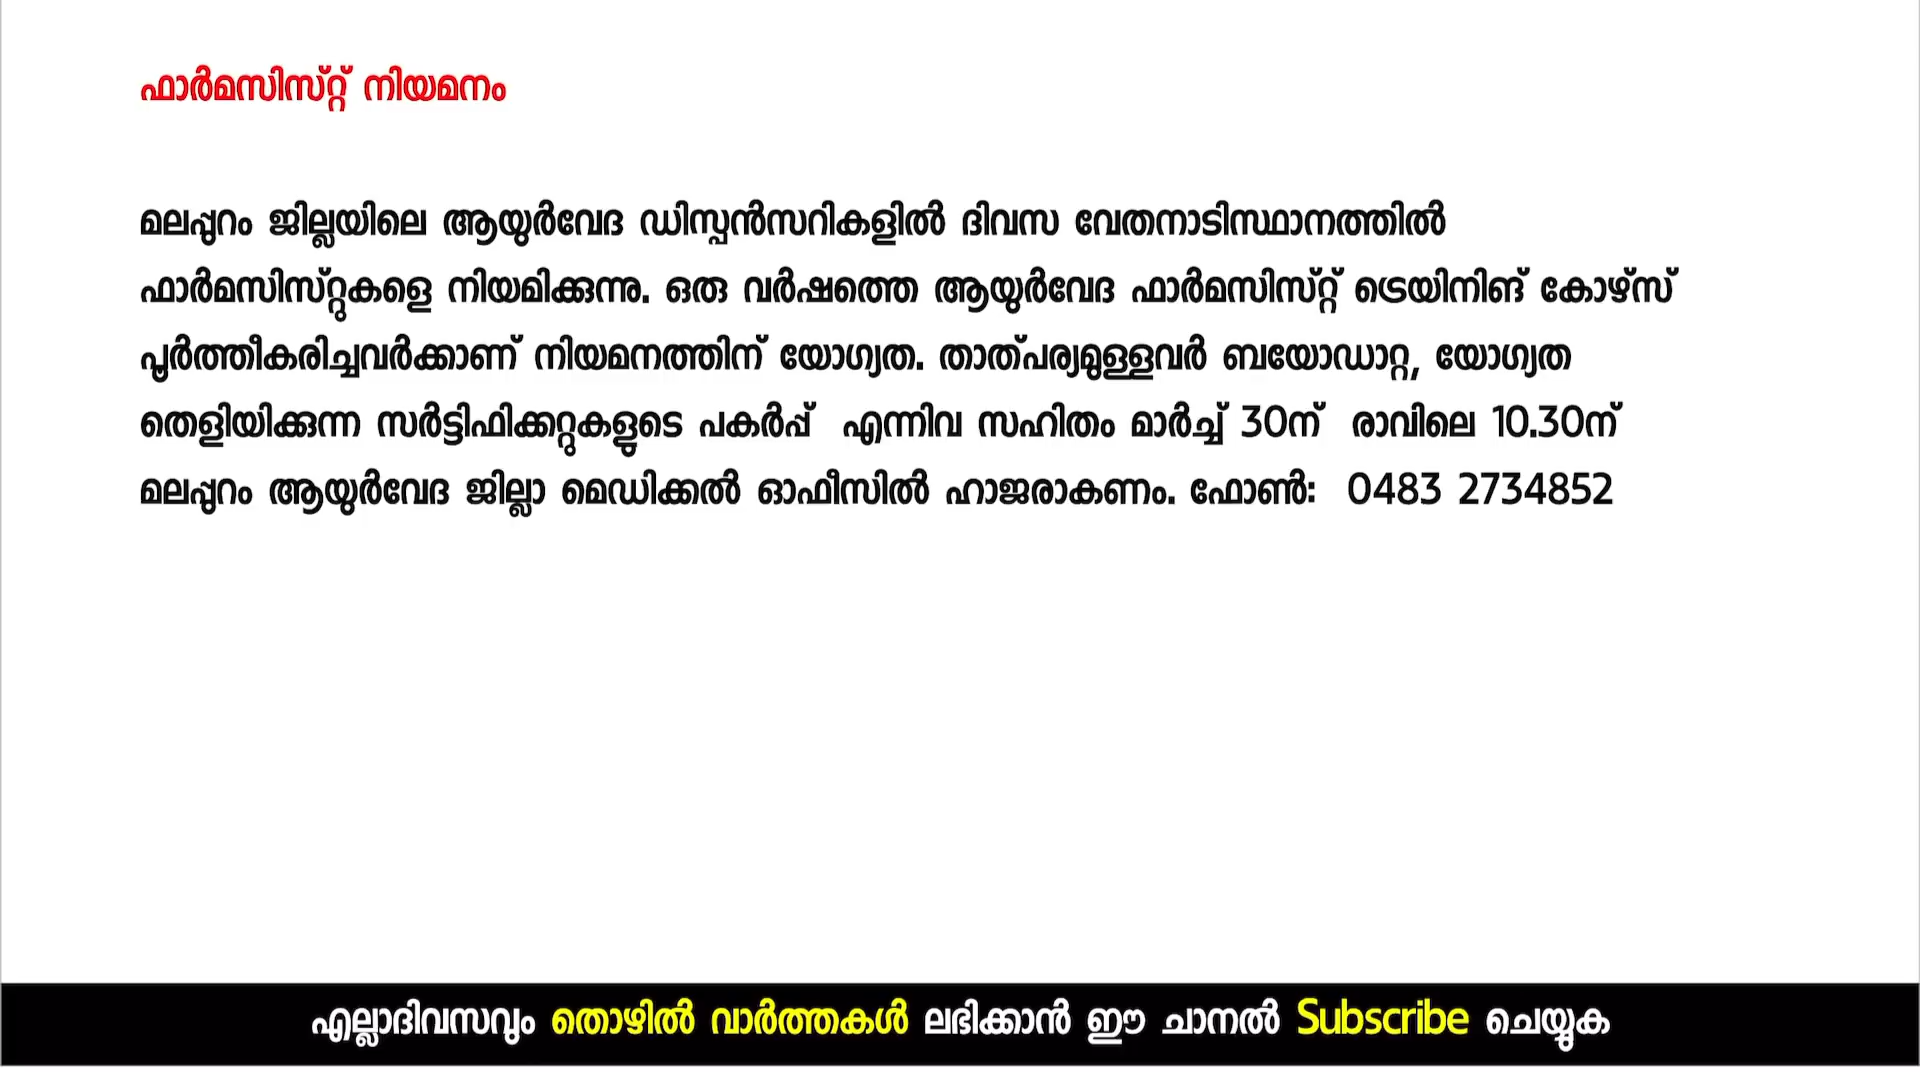 ഫാർമസിസ്റ്റ് നിയമനം
മലപ്പുറം ജില്ലയിലെ ആയുർവേദ ഡിസ്പൻസറികളിൽ ദിവസ വേതനാടിസ്ഥാനത്തിൽ
ഫാർമസിസ്റ്റുകളെ നിയമിക്കുന്നു. ഒരു വർഷത്തെ ആയുർവേദ ഫാർമസിസ്റ്റ് ട്രെയിനിങ് കോഴ്സ്
പൂർത്തീകരിച്ചവർക്കാണ് നിയമനത്തിന് യോഗ്യത. താത്പര്യമുള്ളവർ ബയോഡാറ്റ, യോഗ്യത
തെളിയിക്കുന്ന സർട്ടിഫിക്കറ്റുകളുടെ പകർപ്പ് എന്നിവ സഹിതം മാർച്ച് 30ന് രാവിലെ 10.30ന്
മലപ്പുറം ആയുർവേദ ജില്ലാ മെഡിക്കൽ ഓഫീസിൽ ഹാജരാകണം. ഫോൺ: 0483 2734852
എല്ലാദിവസവും തൊഴിൽ വാർത്തകൾ ലഭിക്കാൻ ഈ ചാനൽ Subscribe ചെയ്യുക